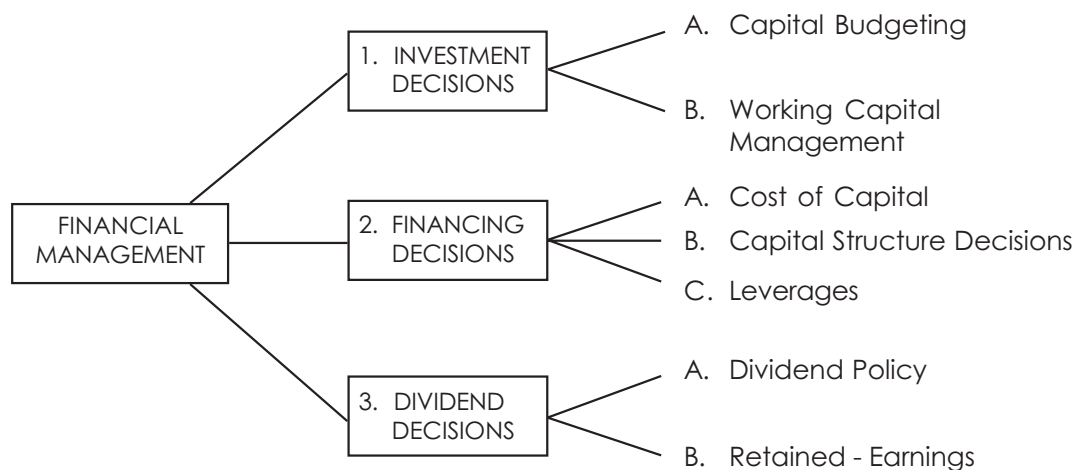 FINANCIAL
MANAGEMENT
1. INVESTMENT
DECISIONS
A. Capital Budgeting
B. Working Capital
Management
2. FINANCING
DECISIONS
A. Cost of Capital
B. Capital Structure Decisions
C. Leverages
3. DIVIDEND
DECISIONS
A. Dividend Policy
B. Retained - Earnings